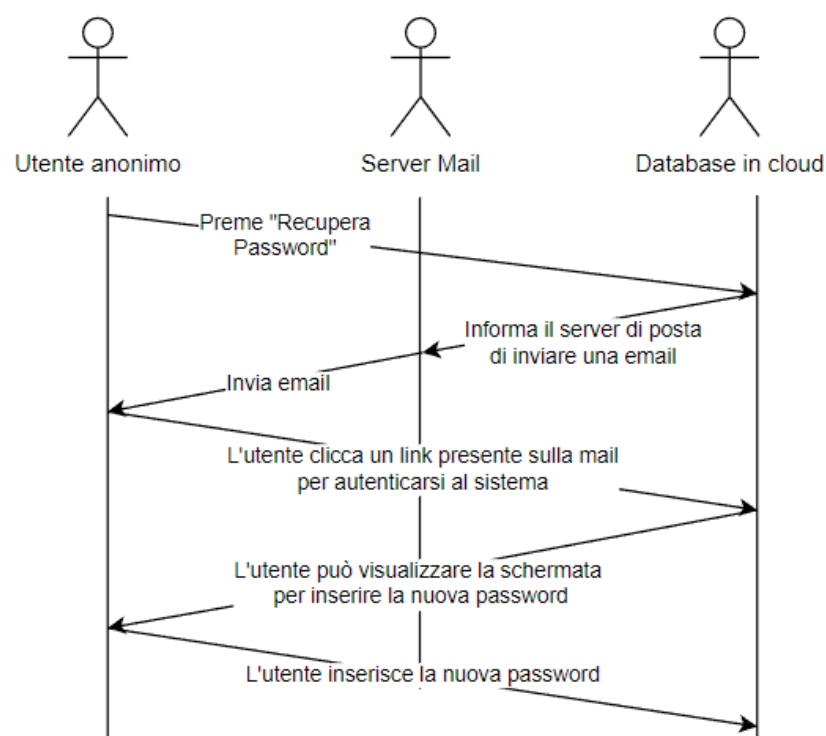 Utente anonimo
Server Mail
Database in cloud
Preme "Recupera
Password"
Informa il server di posta
di inviare una email
Invia email
L'utente clicca un link presente sulla mail
per autenticarsi al sistema
L'utente può visualizzare la schermata
per inserire la nuova password
L'utente inserisce la nuova password